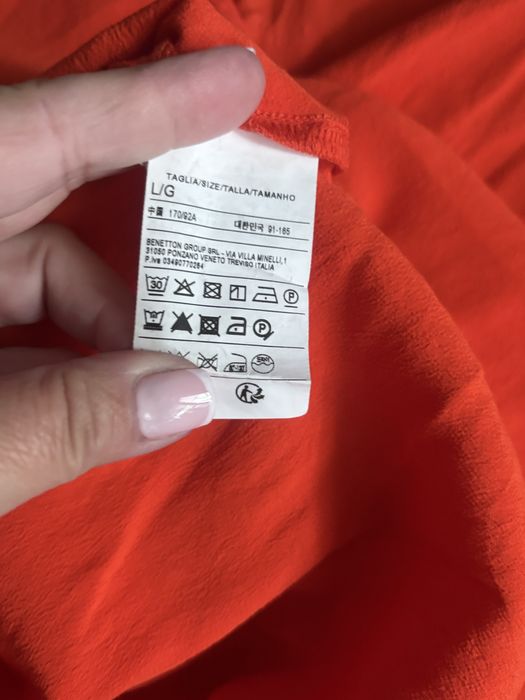 TAGLIA/SIZE/TALLA/TAMANHO
L/G
中國 170/92A 대한민국 91-165
BENETTON GROUP SRL - VIA VILLA MINELLI,1
31050 PONZANO VENETO TREVISO ITALIA
P.iva 03490770264
30
P
P